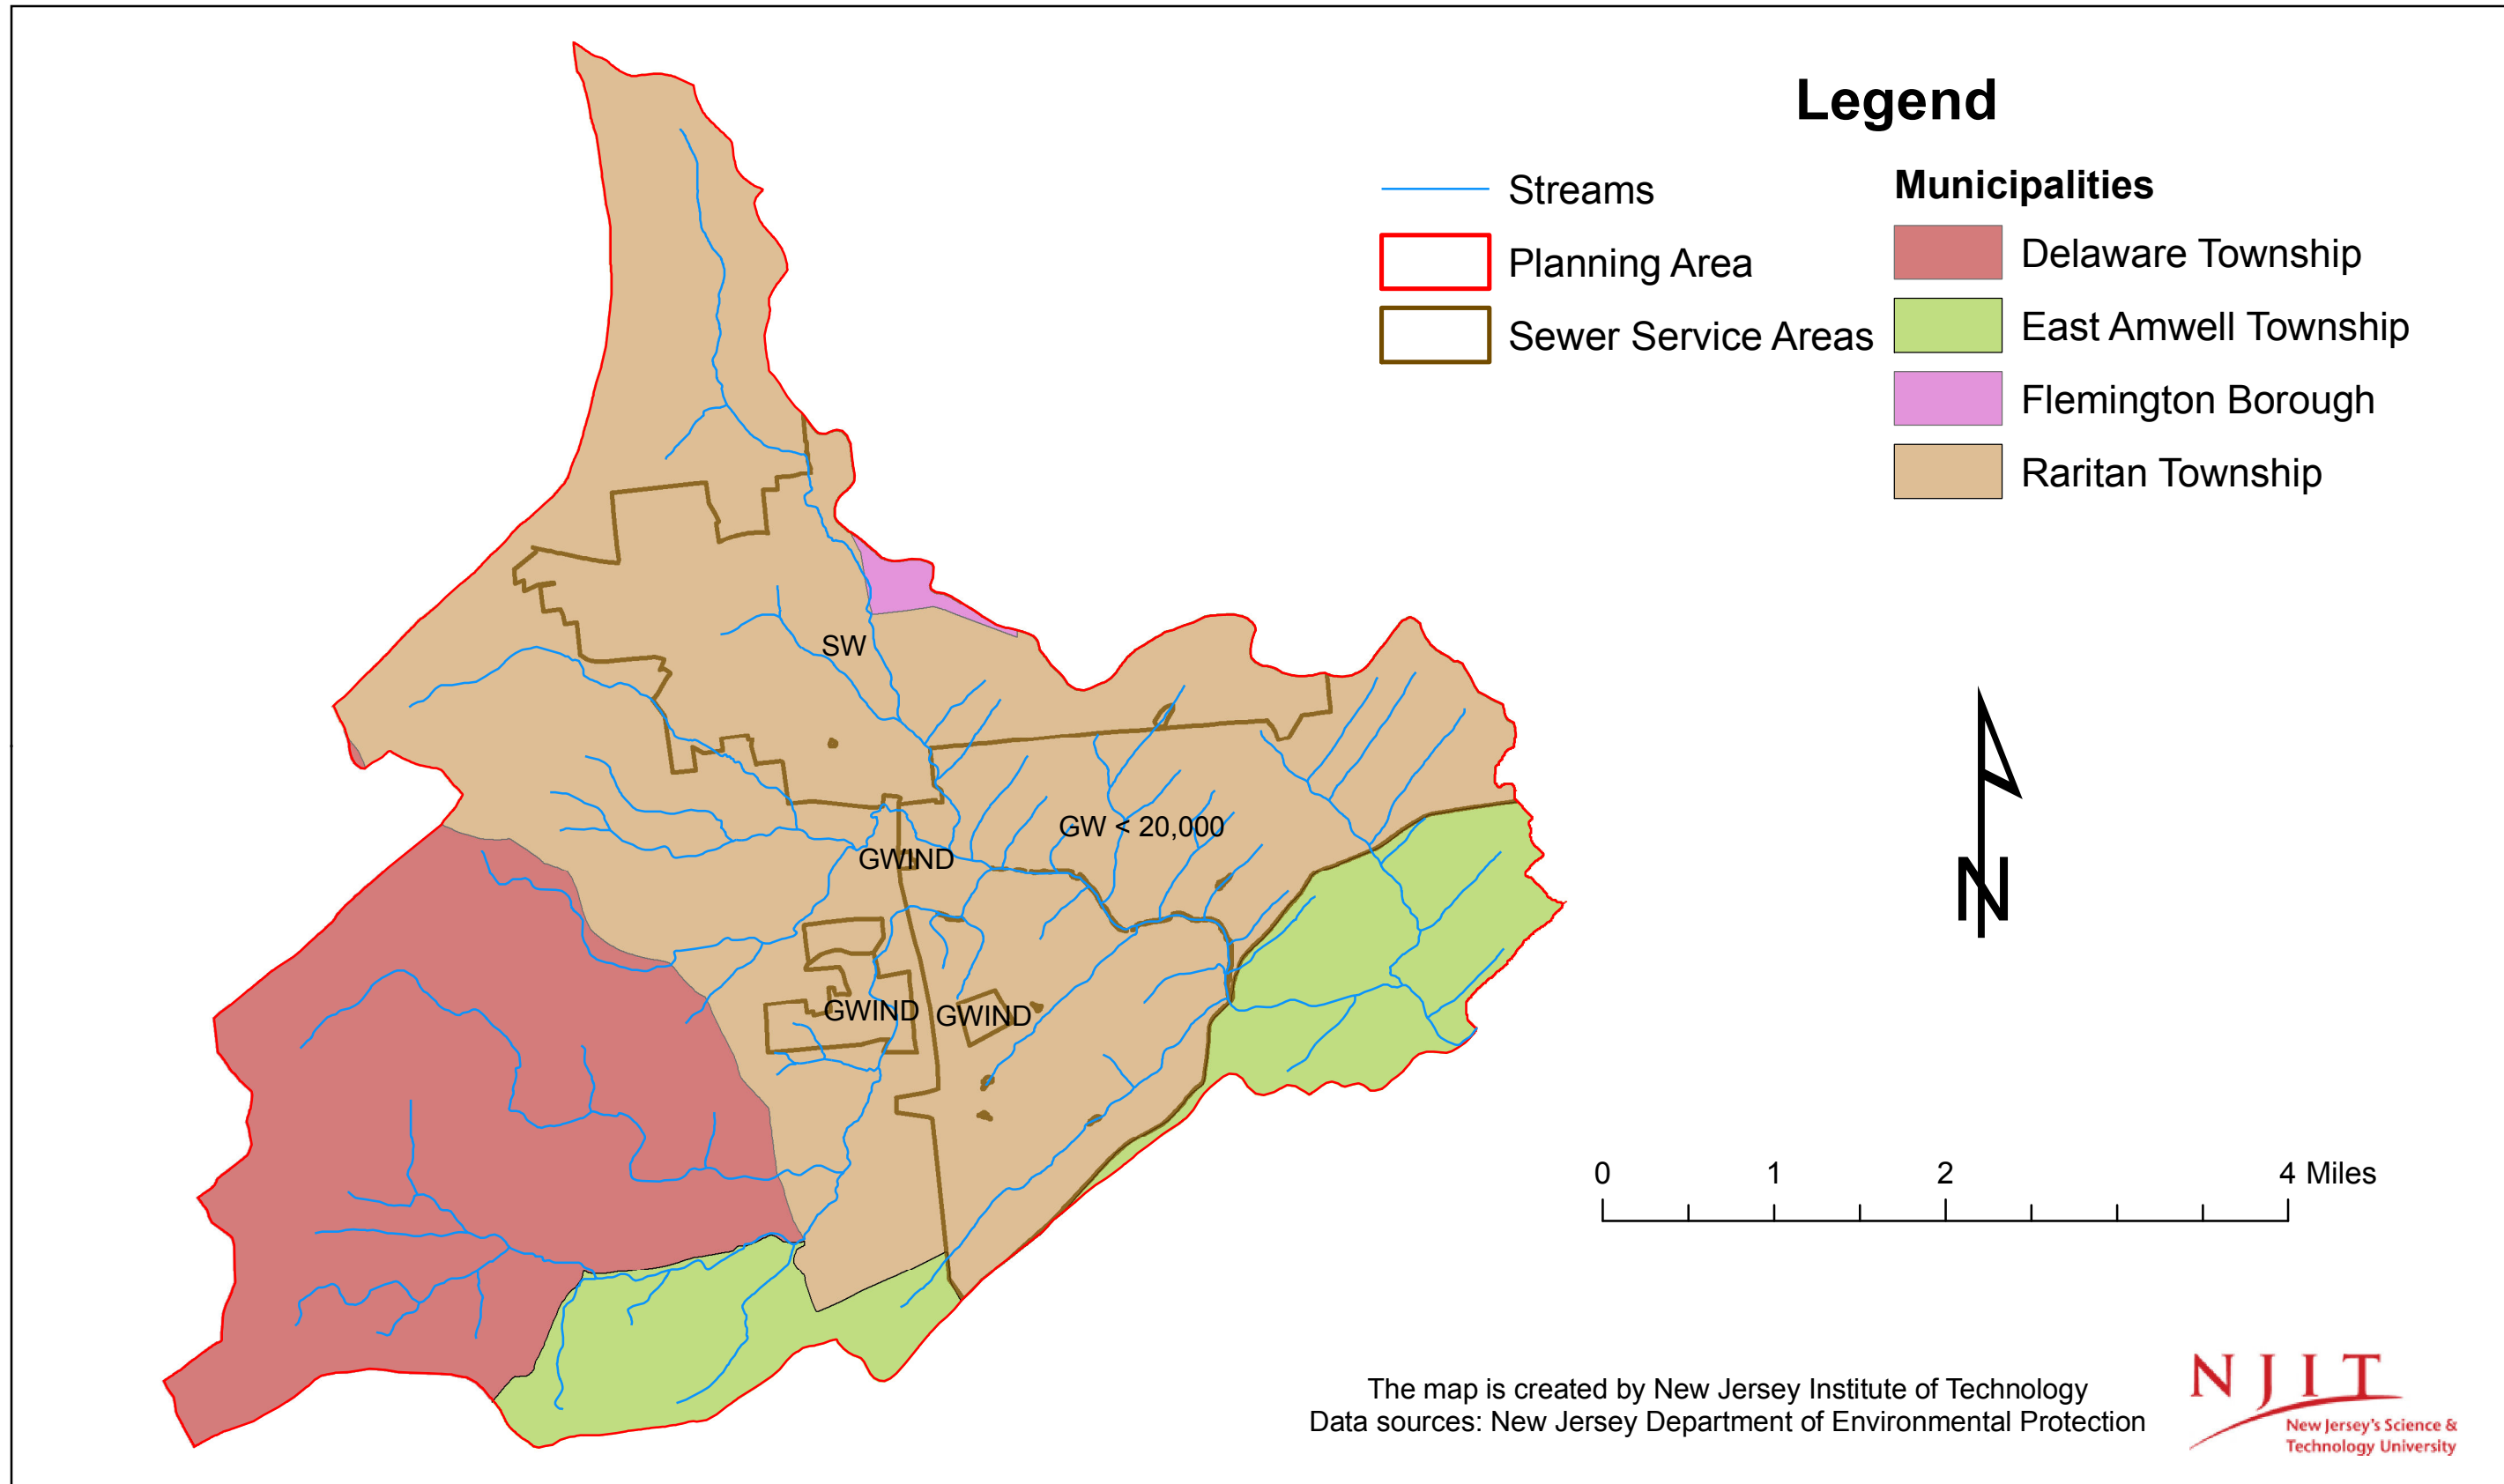 Legend
Streams
Planning Area
Sewer Service Areas
Municipalities
Delaware Township
East Amwell Township
Flemington Borough
Raritan Township
SW
GW < 20,000
GWIND
GWIND
GWIND
N
0 1 2 4 Miles
The map is created by New Jersey Institute of Technology
Data sources: New Jersey Department of Environmental Protection
NJIT
New Jersey's Science &
Technology University